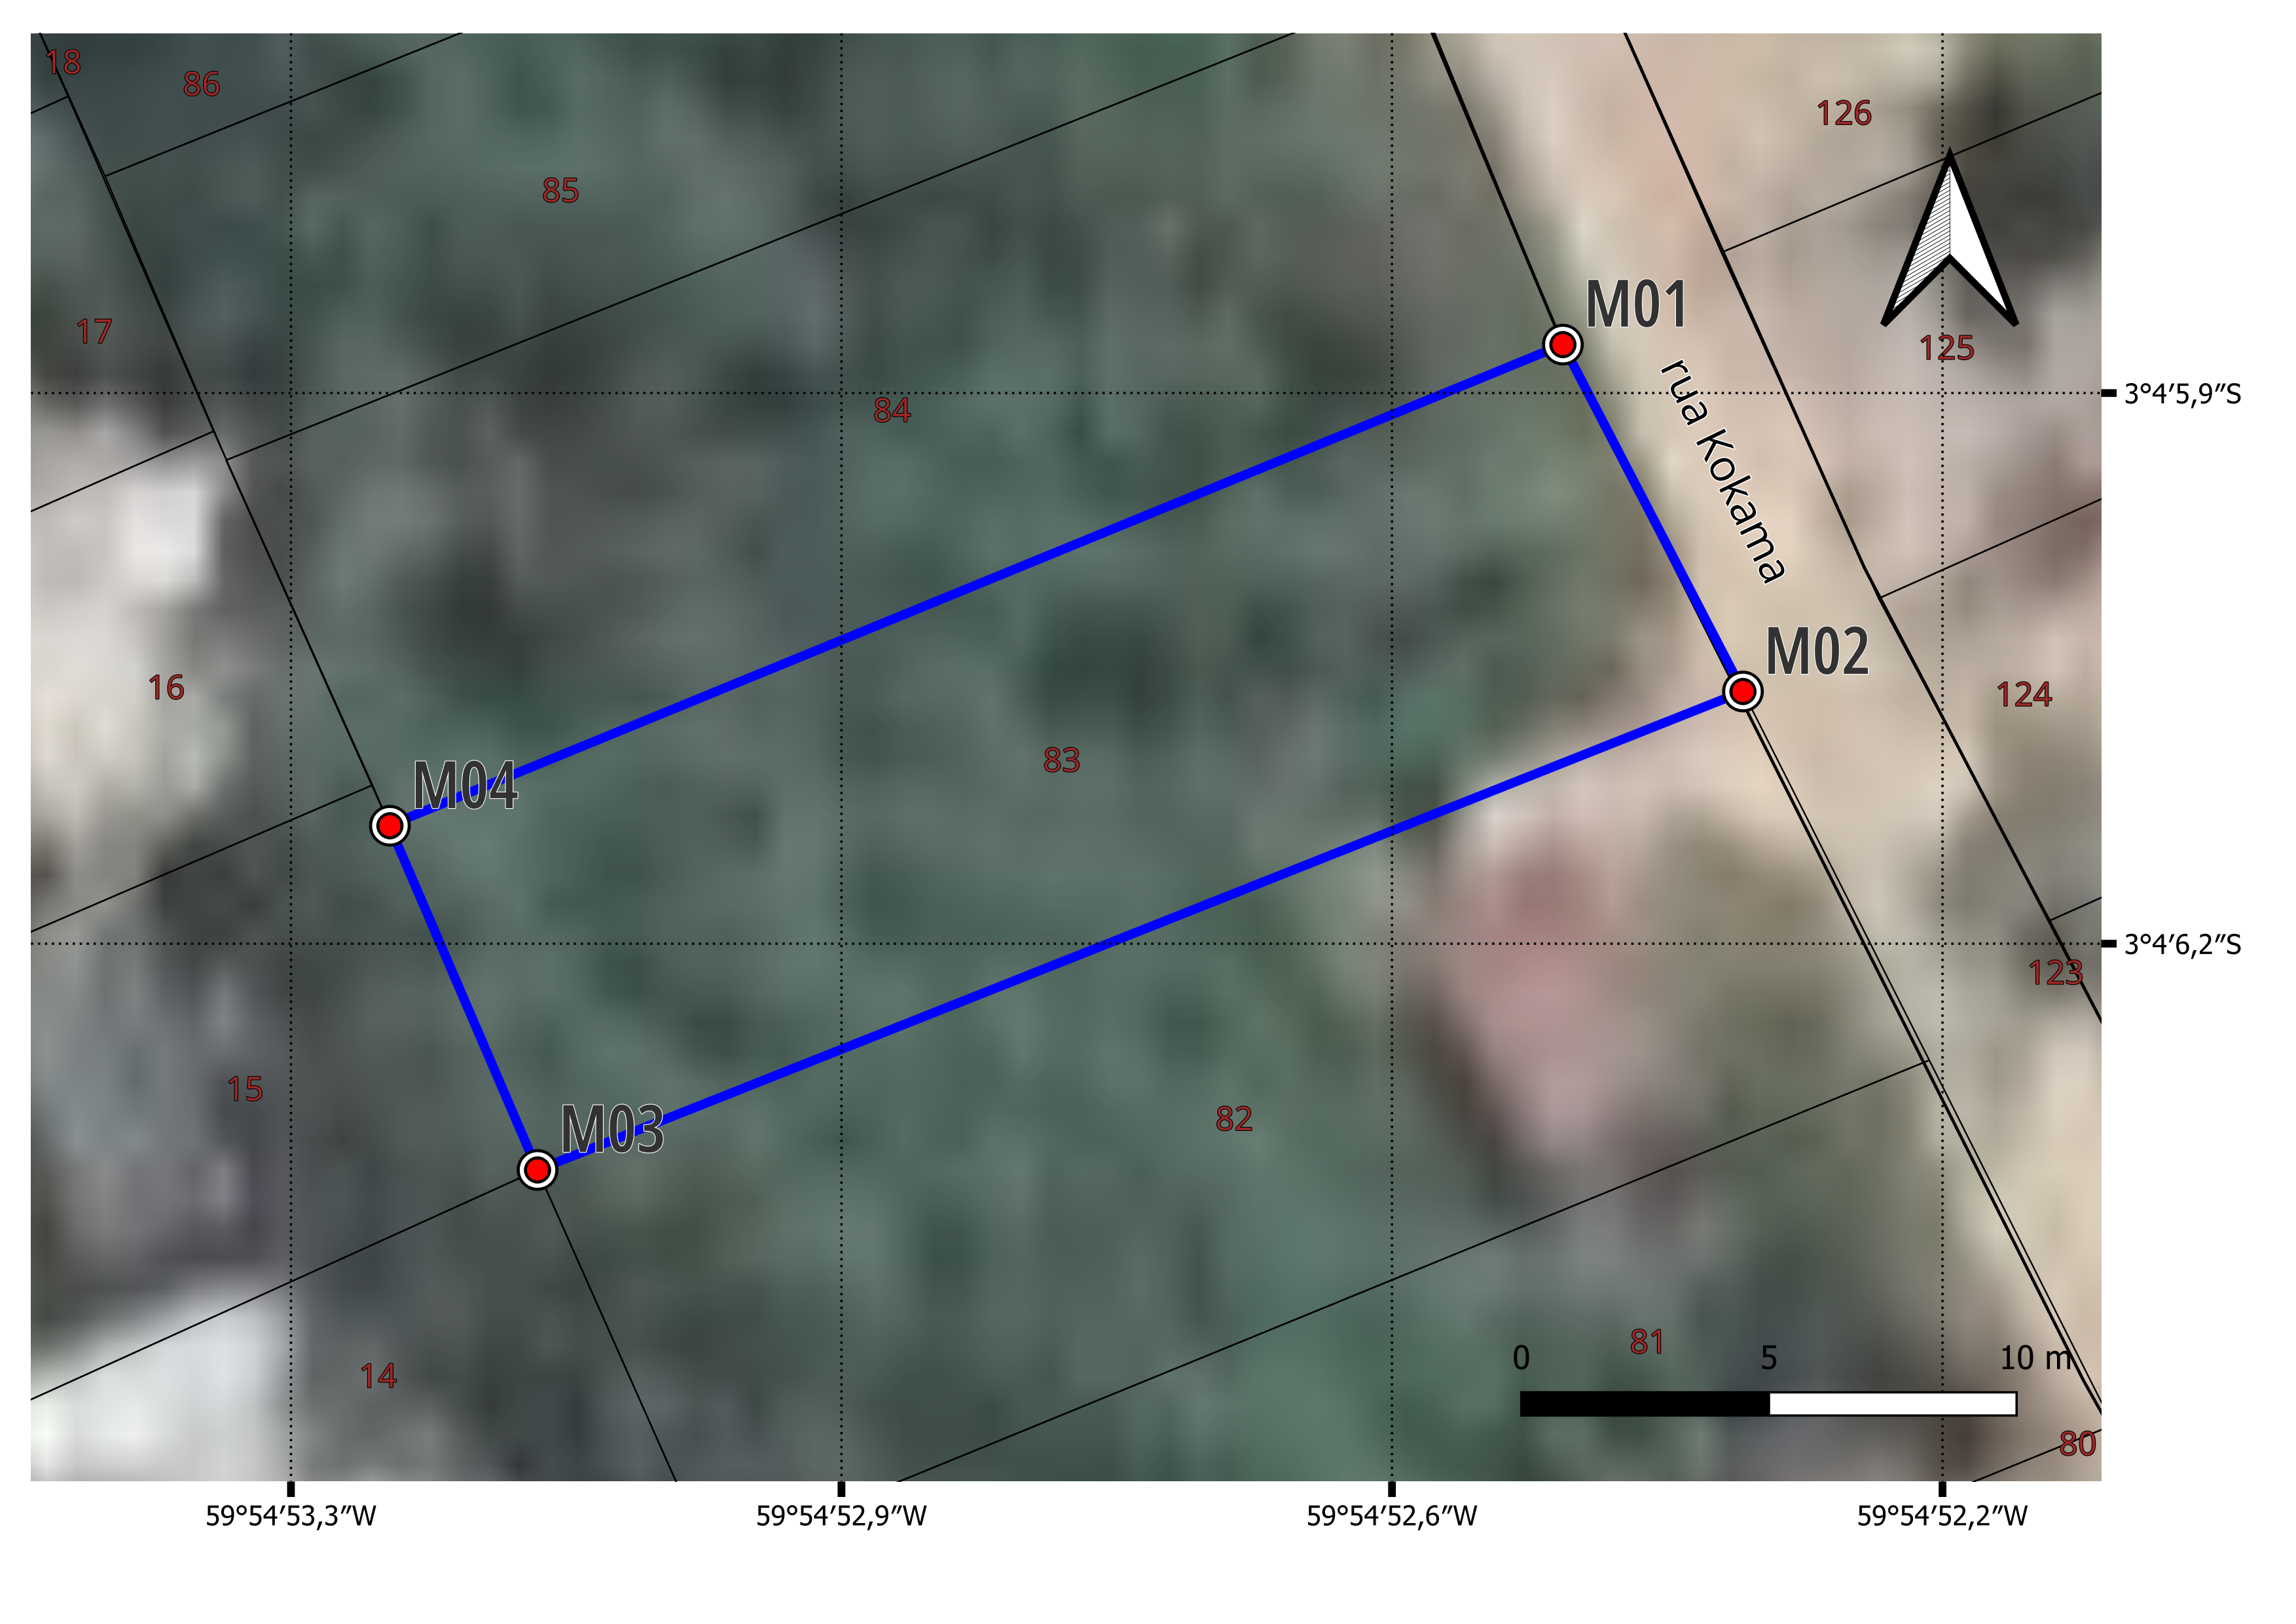 18
86
126
85
17
M01
125
3°4′5,9″S
84
rua Kokama
M02
16
124
83
M04
3°4′6,2″S
123
15
M03
82
81
14
0 5 10 m
80
59°54′53,3″W 59°54′52,9″W 59°54′52,6″W 59°54′52,2″W